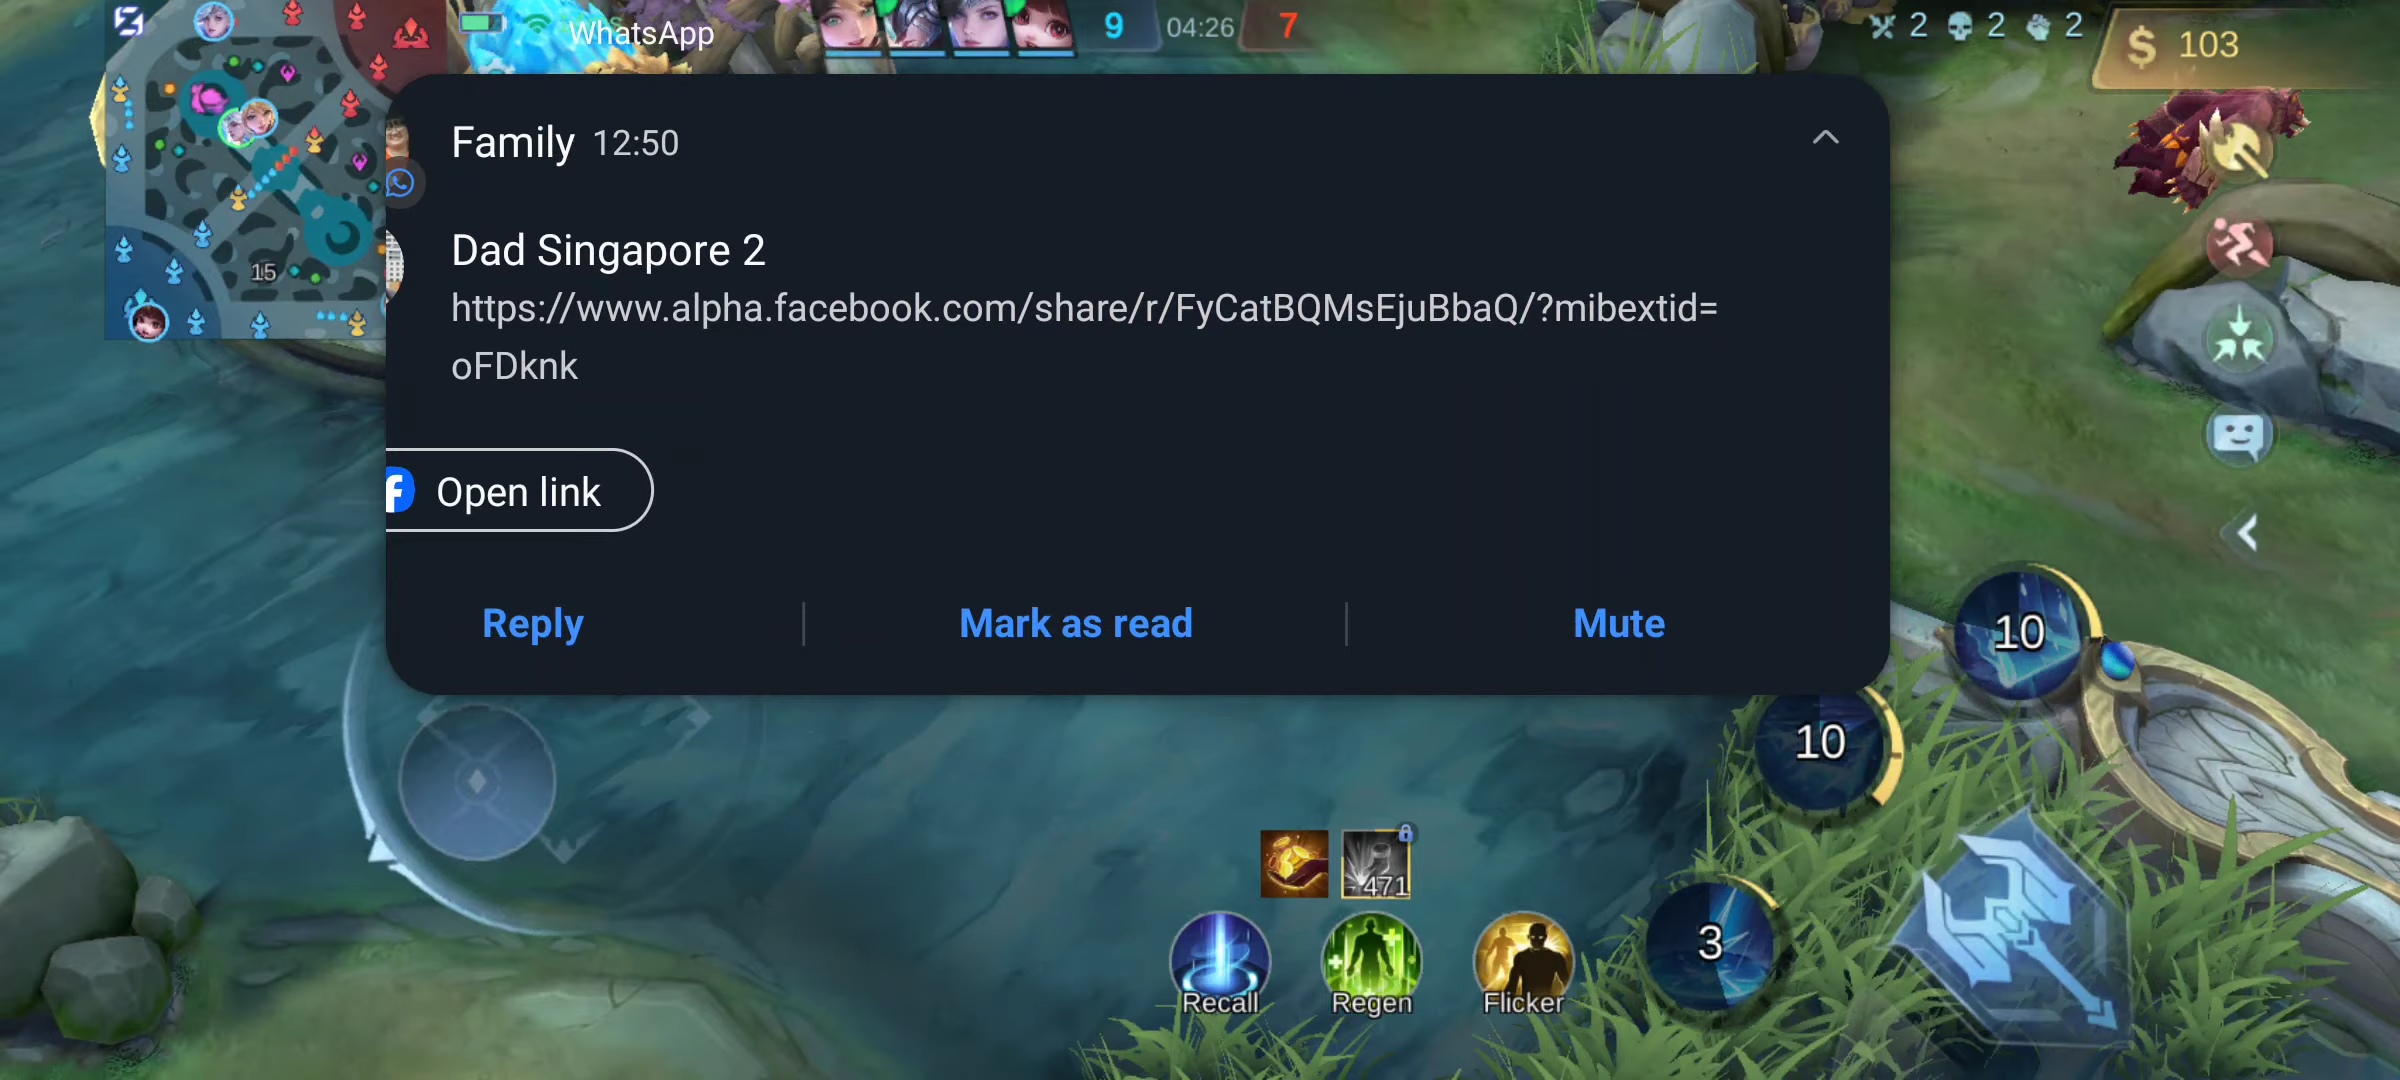 WhatsApp
9 04:26 7
2 2 2
103
Family 12:50
Dad Singapore 2
https://www.alpha.facebook.com/share/r/FyCatBQMsEjuBbaQ/?mibextid=
oFDknk
15
Open link
Reply Mark as read Mute
10
10
471
3
Recall Regen Flicker